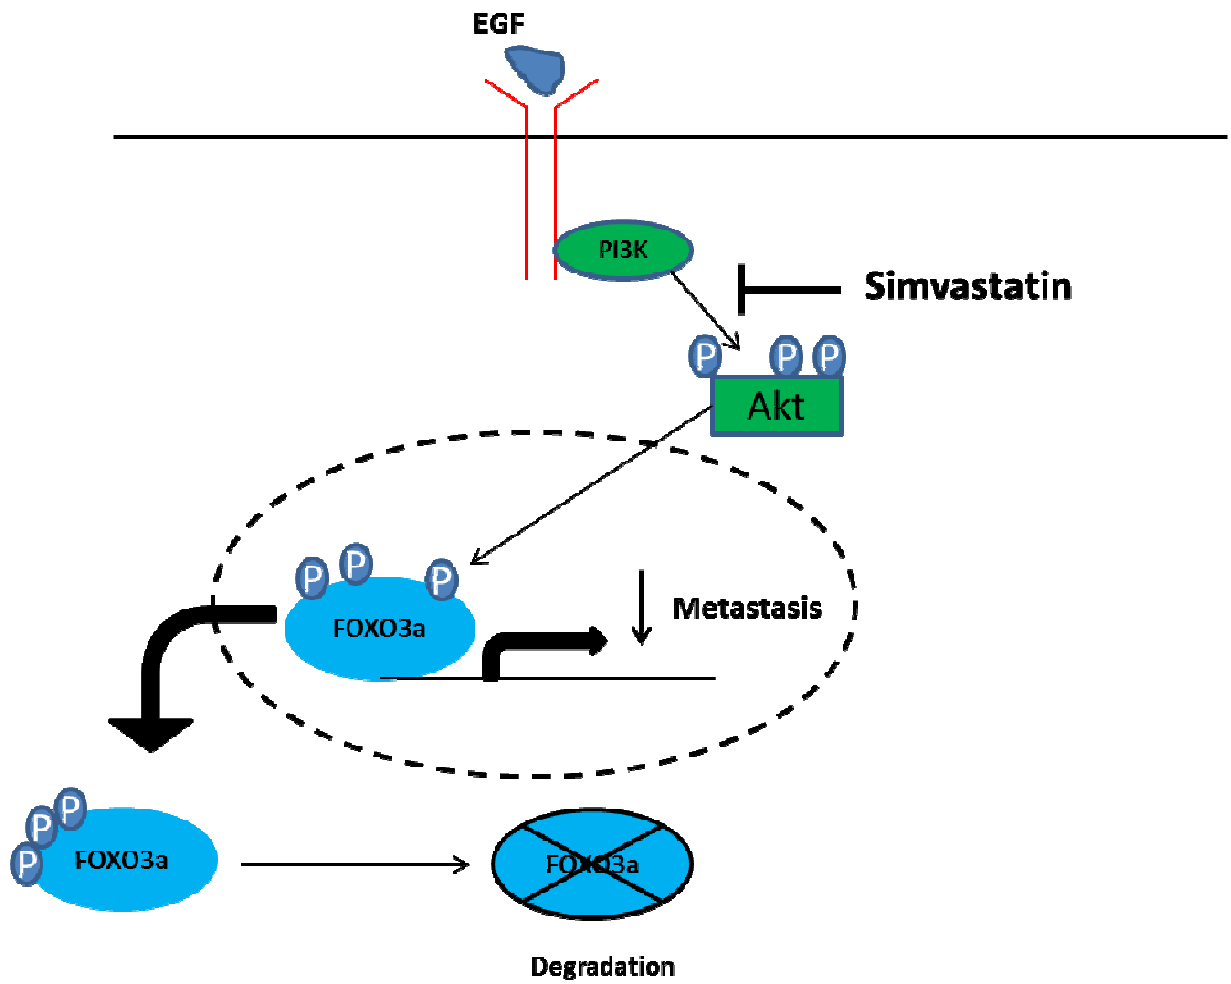 EGF
PI3K
Simvastatin
P
P
P
Akt
P
P
P
FOXO3a
Metastasis
P
P
P
FOXO3a
FOXO3a
Degradation